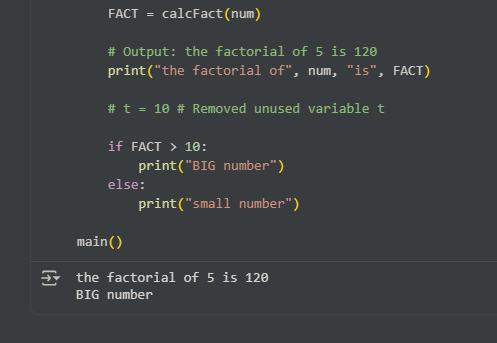 FACT = calcFact(num)
# Output: the factorial of 5 is 120
print("the factorial of", num, "is", FACT)
# t = 10 # Removed unused variable t
if FACT > 10:
print("BIG number")
else:
print("small number")
main()
the factorial of 5 is 120
BIG number